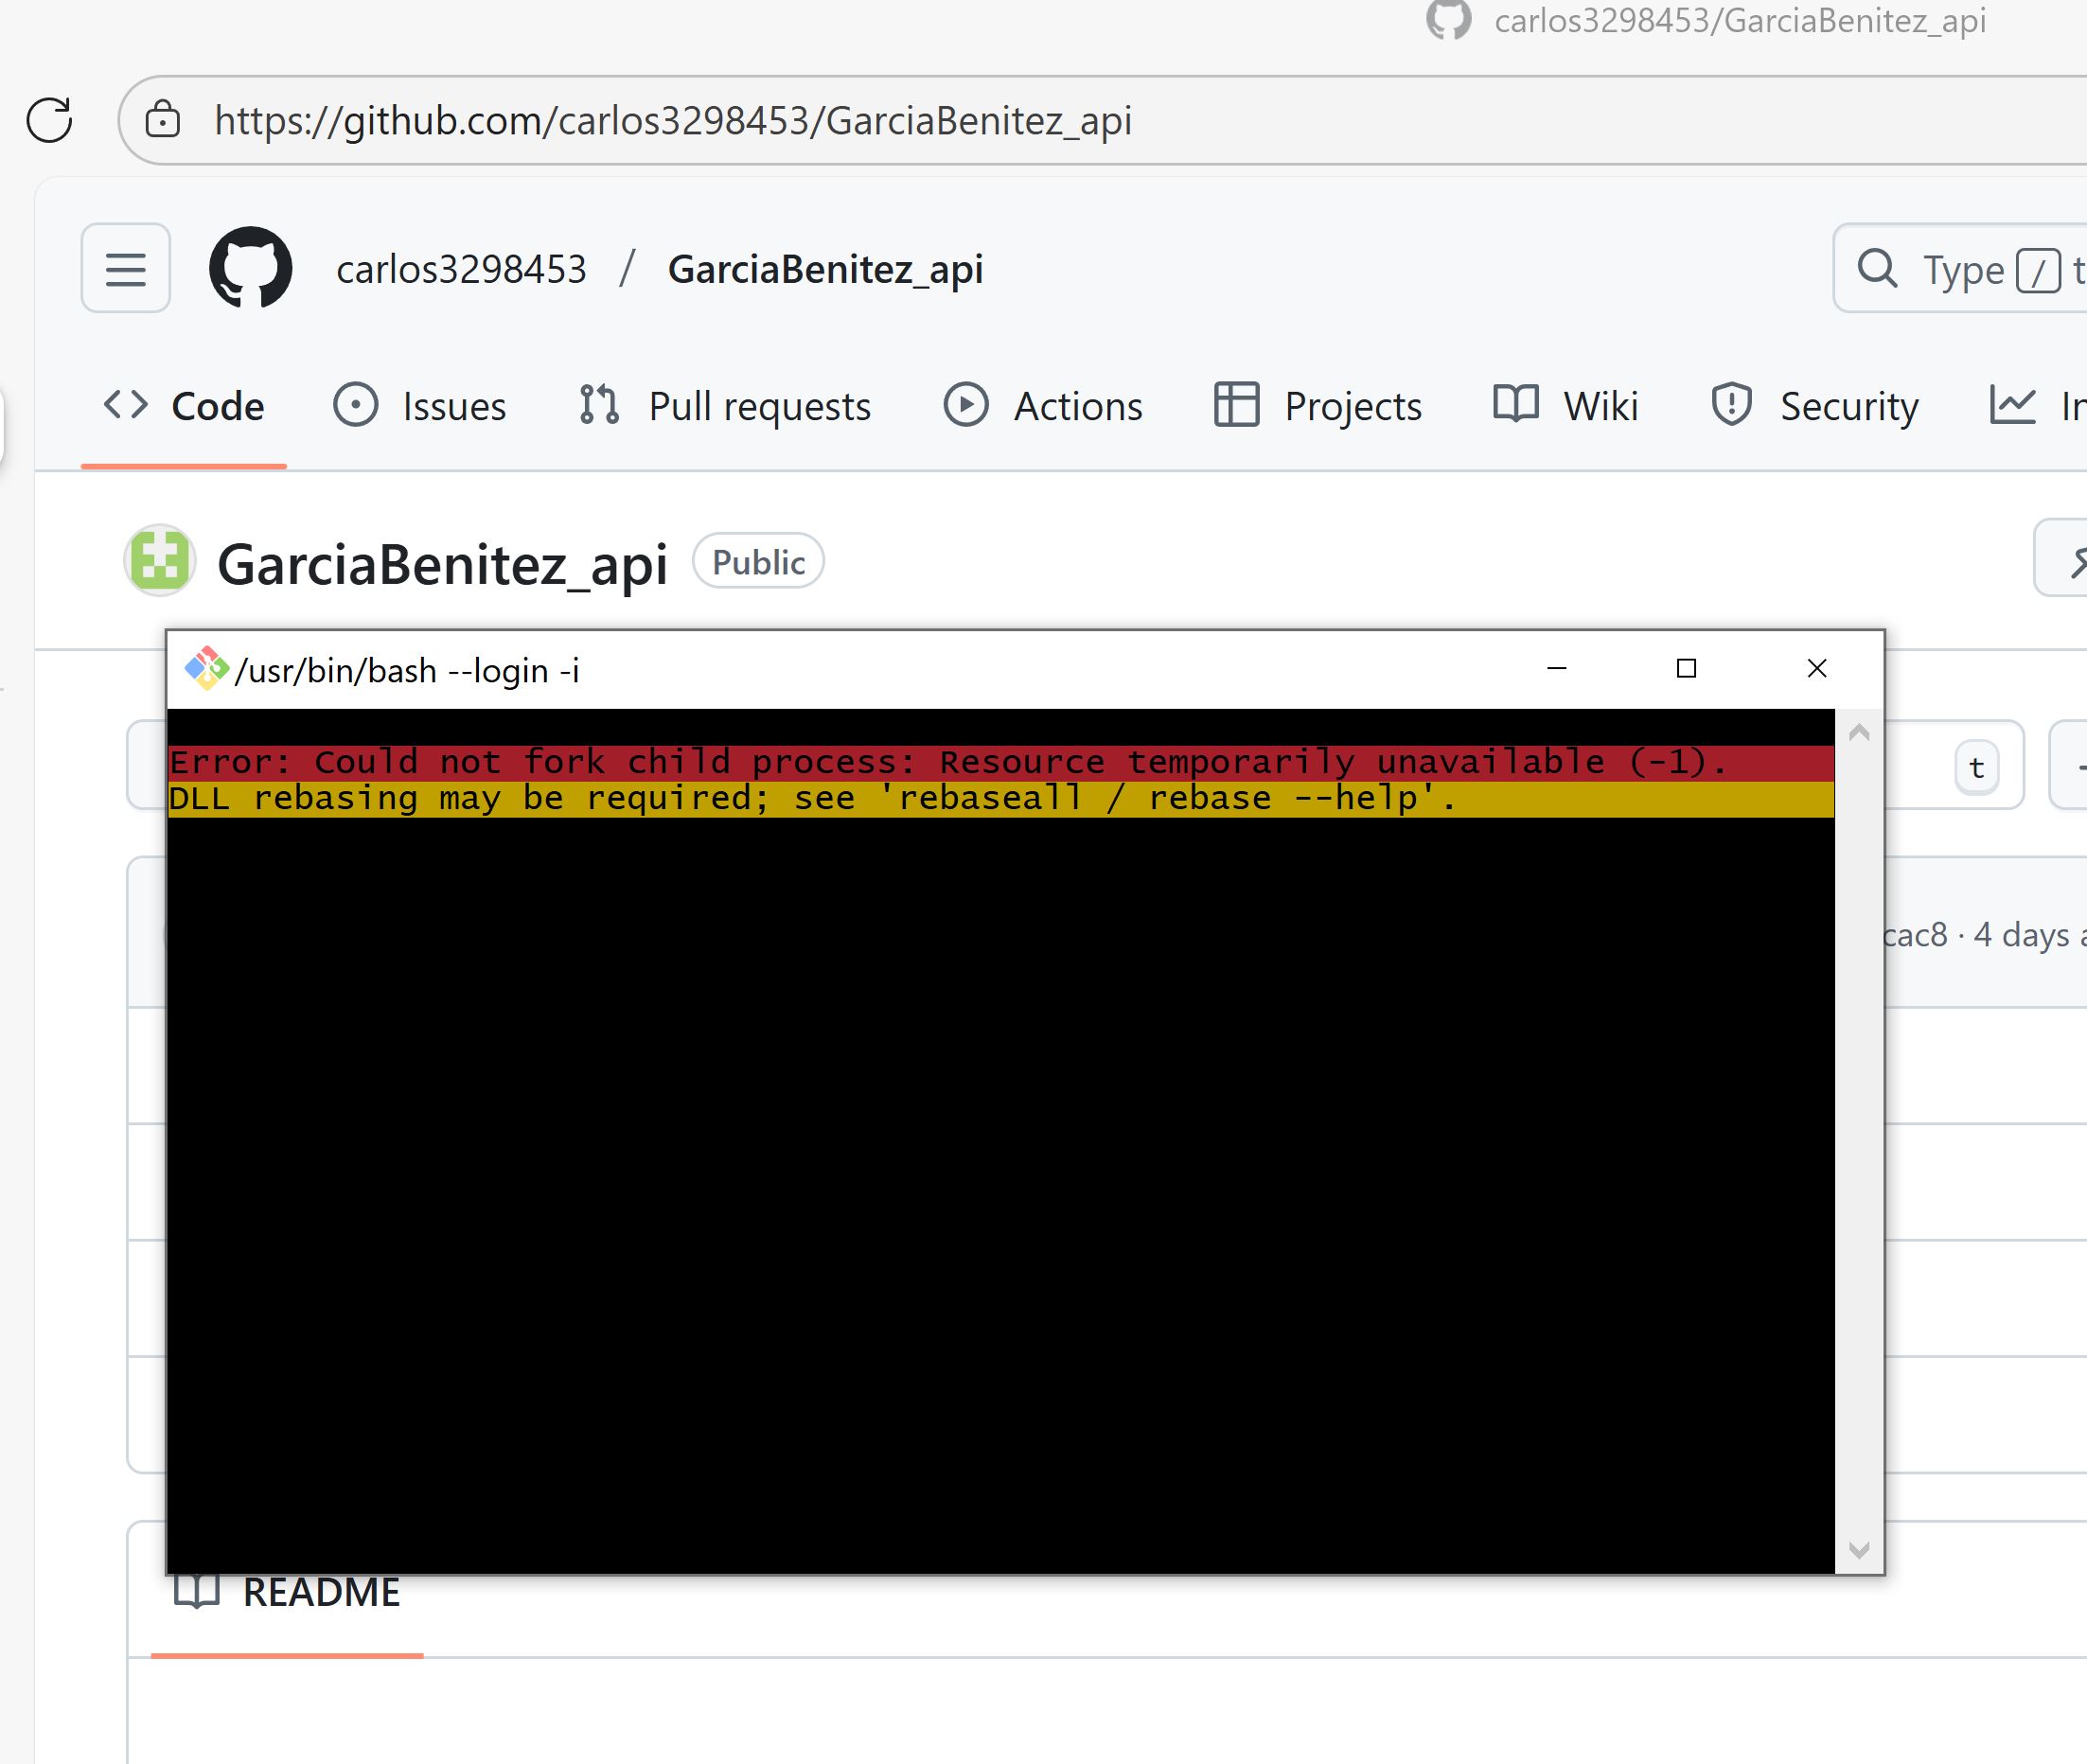 carlos3298453/GarciaBenitez_api
https://github.com/carlos3298453/GarciaBenitez_api
carlos3298453 / GarciaBenitez_api
Type / t
Code Issues Pull requests Actions Projects Wiki Security In
GarciaBenitez_api Public
/usr/bin/bash --login -i
Error: Could not fork child process: Resource temporarily unavailable (-1).
t
DLL rebasing may be required; see 'rebaseall / rebase --help'.
cac8 · 4 days
README